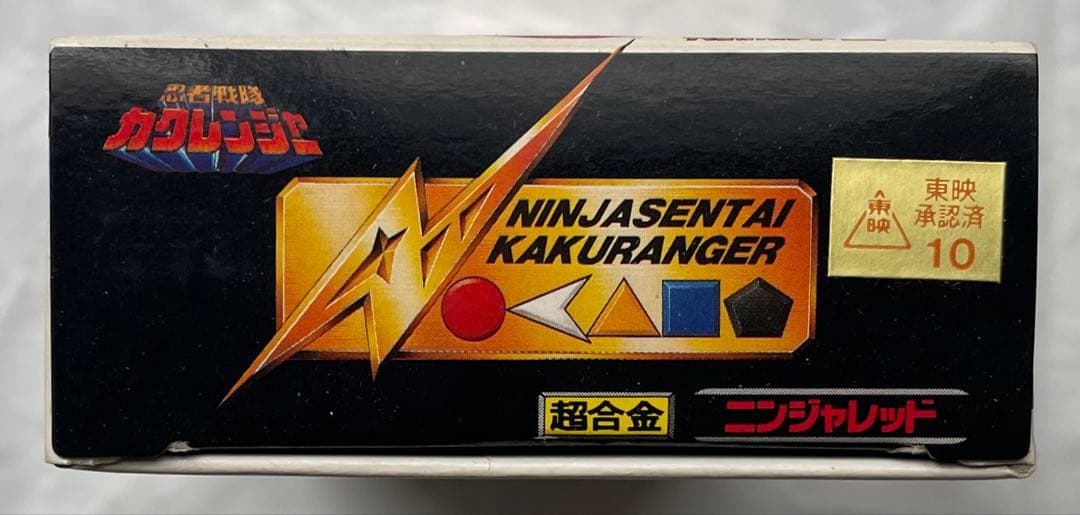 忍者戦隊
カクレンジャー
NINJASENTAI
KAKURANGER
東映
東映
承認済
10
超合金
ニンジャレッド